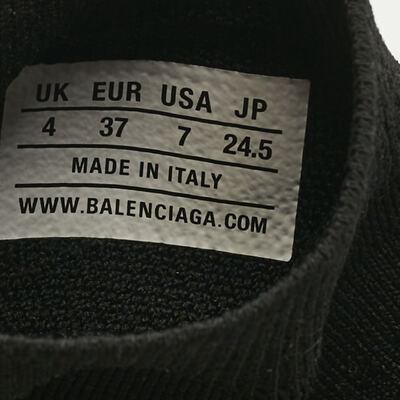 UK EUR USA JP
4 37 7 24.5
MADE IN ITALY
WWW.BALENCIAGA.COM